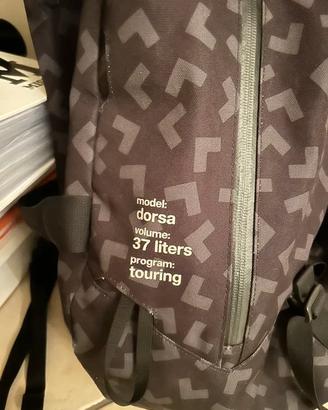 model:
dorsa
volume:
37 liters
program:
touring